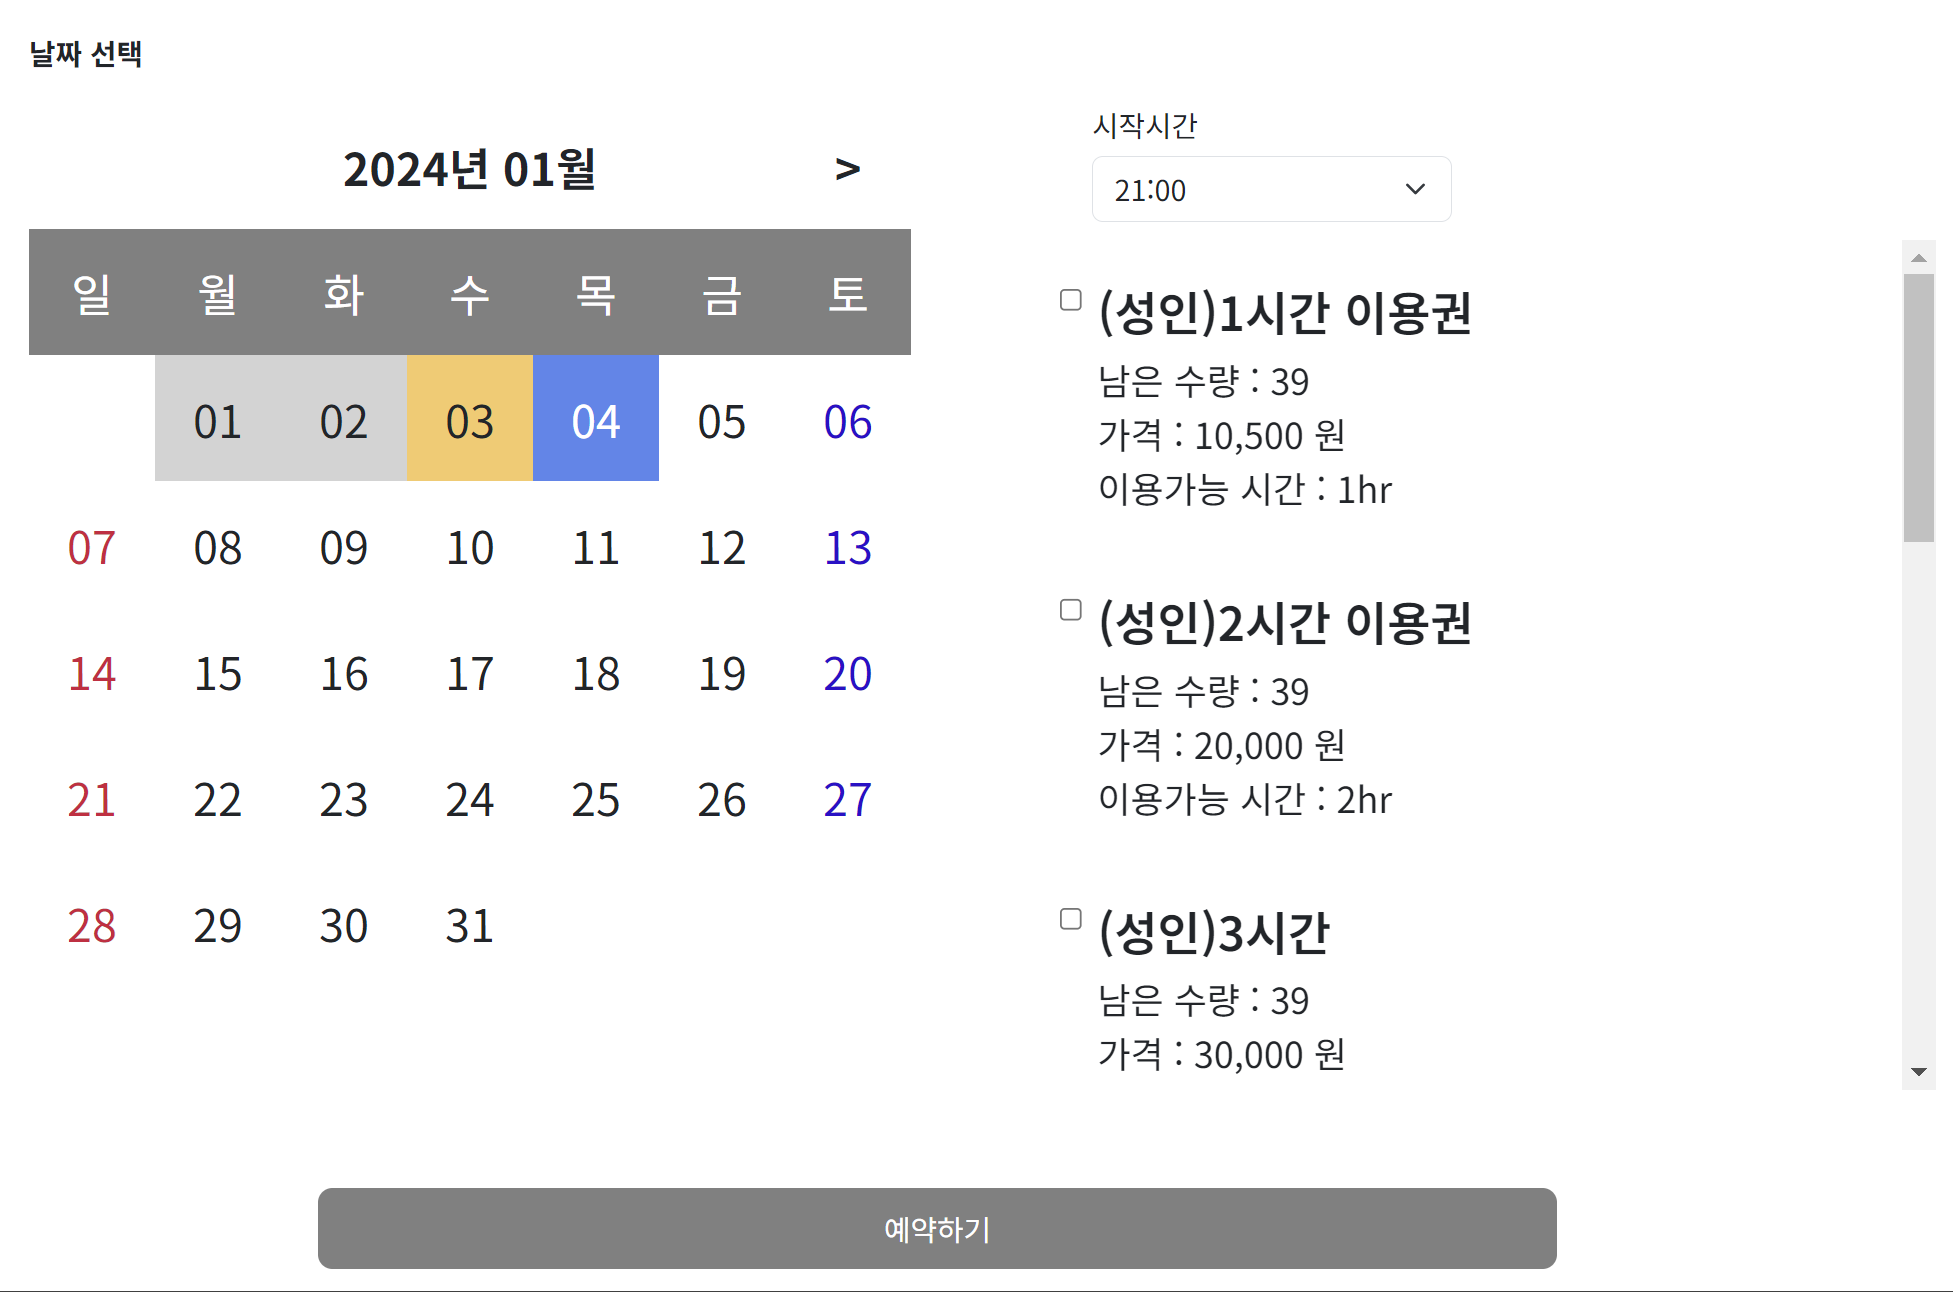 날짜 선택
2024년 01월 >
일 월 화 수 목 금 토
01 02 03 04 05 06
07 08 09 10 11 12 13
14 15 16 17 18 19 20
21 22 23 24 25 26 27
28 29 30 31
시작시간
21:00
(성인)1시간 이용권
남은 수량 : 39
가격 : 10,500 원
이용가능 시간 : 1hr
(성인)2시간 이용권
남은 수량 : 39
가격 : 20,000 원
이용가능 시간 : 2hr
(성인)3시간
남은 수량 : 39
가격 : 30,000 원
예약하기